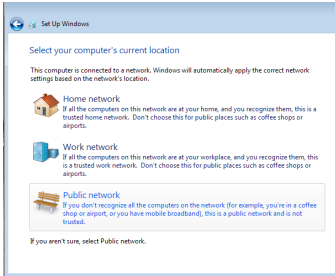 Set Up Windows
Select your computer's current location
This computer is connected to a network. Windows will automatically apply the correct network
settings based on the network's location.
Home network
If all the computers on this network are at your home, and you recognize them, this is a
trusted home network. Don't choose this for public places such as coffee shops or
airports.
Work network
If all the computers on this network are at your workplace, and you recognize them, this
is a trusted work network. Don't choose this for public places such as coffee shops or
airports.
Public network
If you don't recognize all the computers on the network (for example, you're in a coffee
shop or airport, or you have mobile broadband), this is a public network and is not
trusted.
If you aren't sure, select Public network.